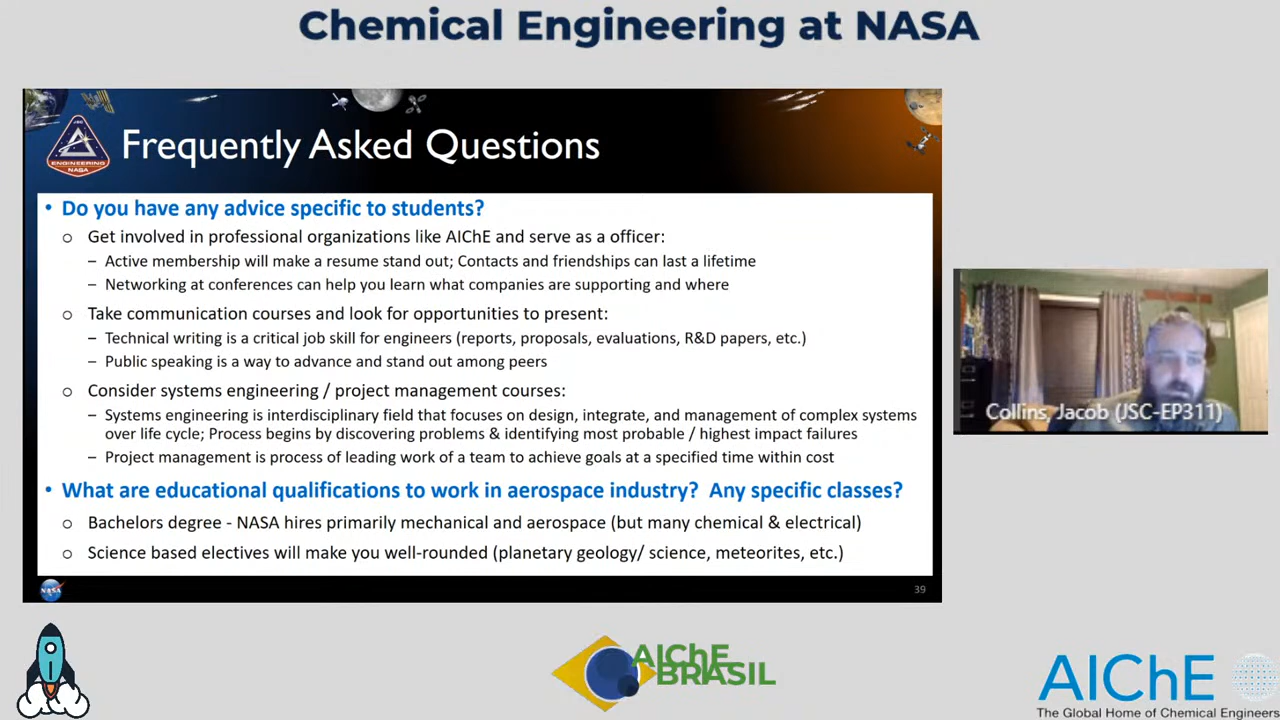 Chemical Engineering at NASA
JSC
ENGINEERING
NASA
Frequently Asked Questions
• Do you have any advice specific to students?
o Get involved in professional organizations like AIChE and serve as a officer:
– Active membership will make a resume stand out; Contacts and friendships can last a lifetime
– Networking at conferences can help you learn what companies are supporting and where
o Take communication courses and look for opportunities to present:
– Technical writing is a critical job skill for engineers (reports, proposals, evaluations, R&D papers, etc.)
– Public speaking is a way to advance and stand out among peers
o Consider systems engineering / project management courses:
– Systems engineering is interdisciplinary field that focuses on design, integrate, and management of complex systems
over life cycle; Process begins by discovering problems & identifying most probable / highest impact failures
– Project management is process of leading work of a team to achieve goals at a specified time within cost
• What are educational qualifications to work in aerospace industry?  Any specific classes?
o Bachelors degree - NASA hires primarily mechanical and aerospace (but many chemical & electrical)
o Science based electives will make you well-rounded (planetary geology/ science, meteorites, etc.)
NASA
39
Collins, Jacob (JSC-EP311)
AIChE
BRASIL
AIChE
The Global Home of Chemical Engineers